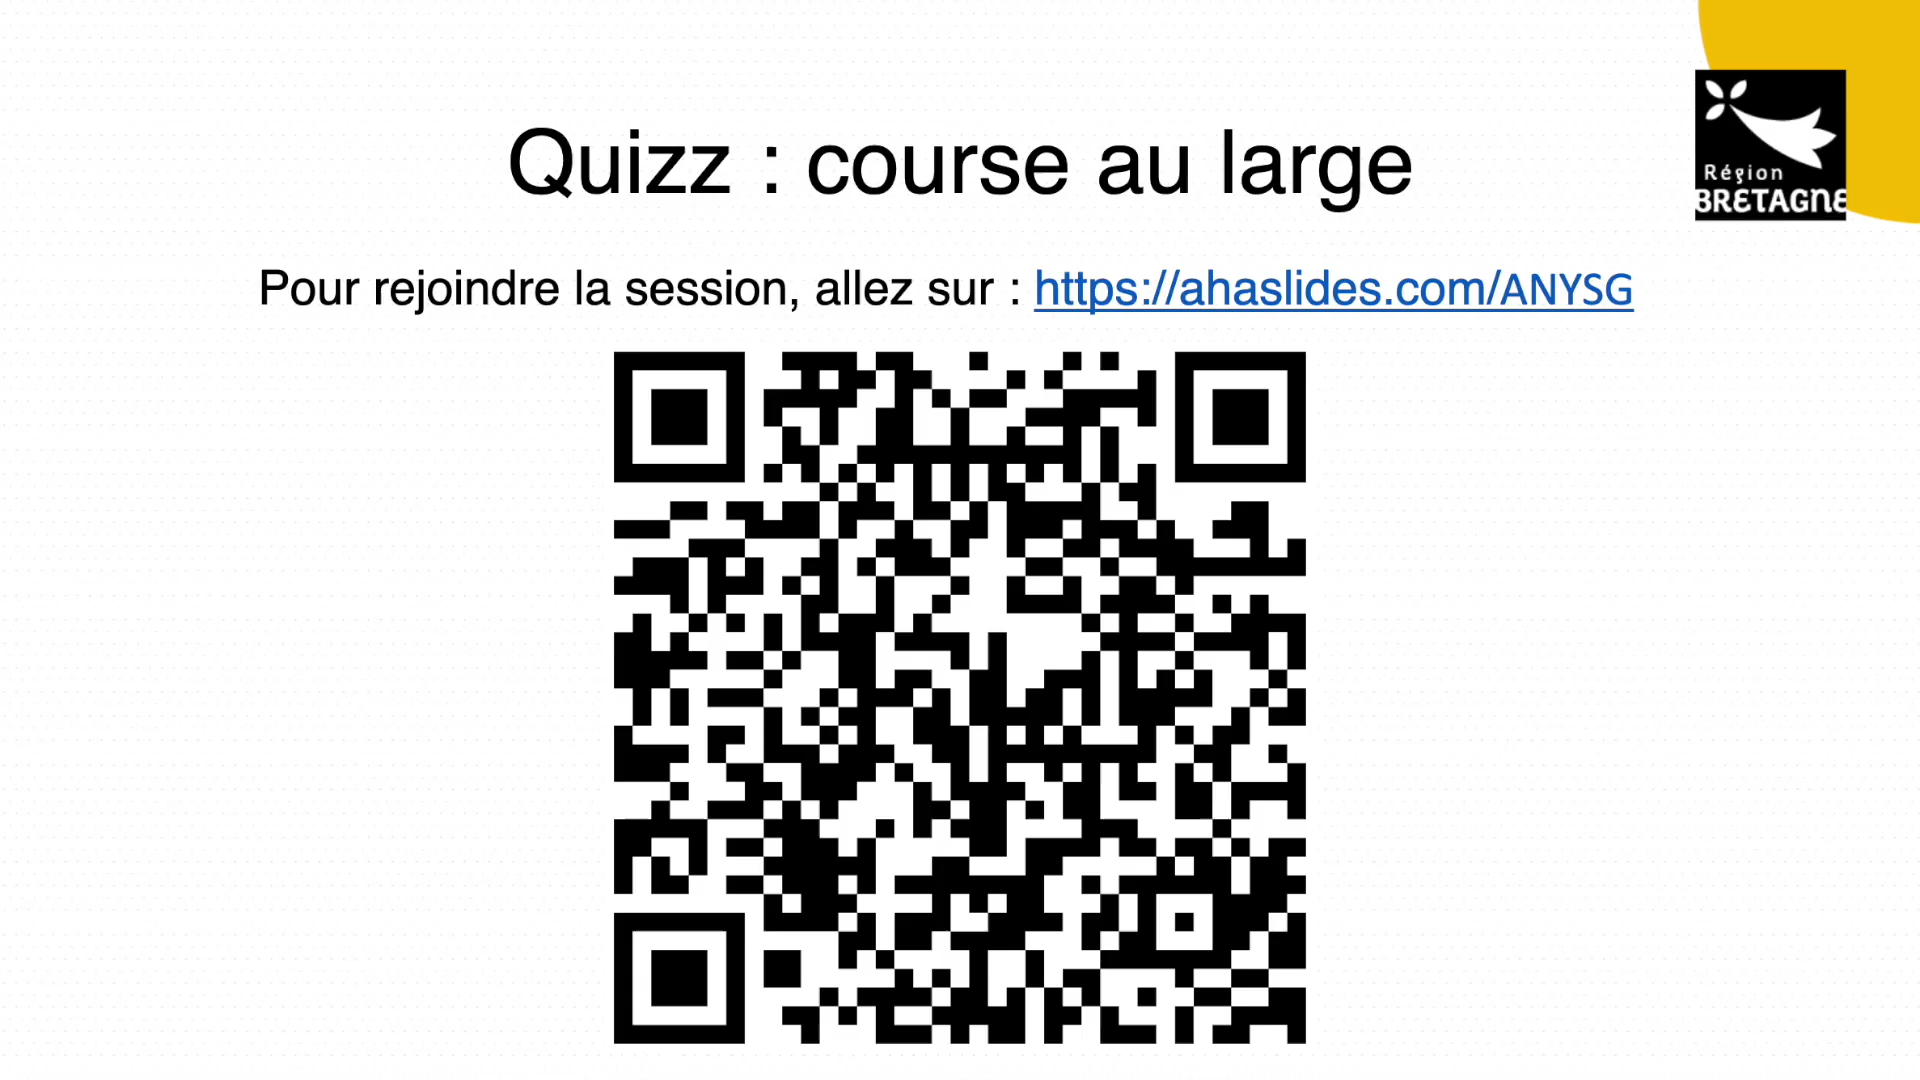 Quizz : course au large
Région
BRETAGNE
Pour rejoindre la session, allez sur : https://ahaslides.com/ANYSG